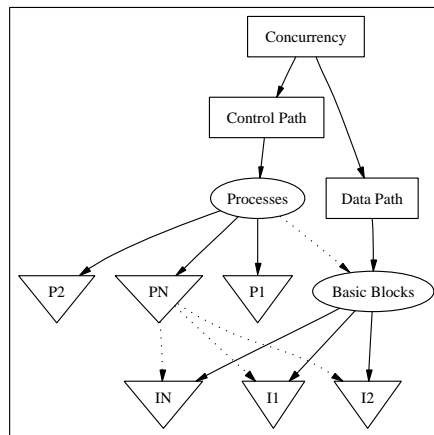 Concurrency
Control Path
Processes
Data Path
P2
PN
P1
Basic Blocks
IN
I1
I2